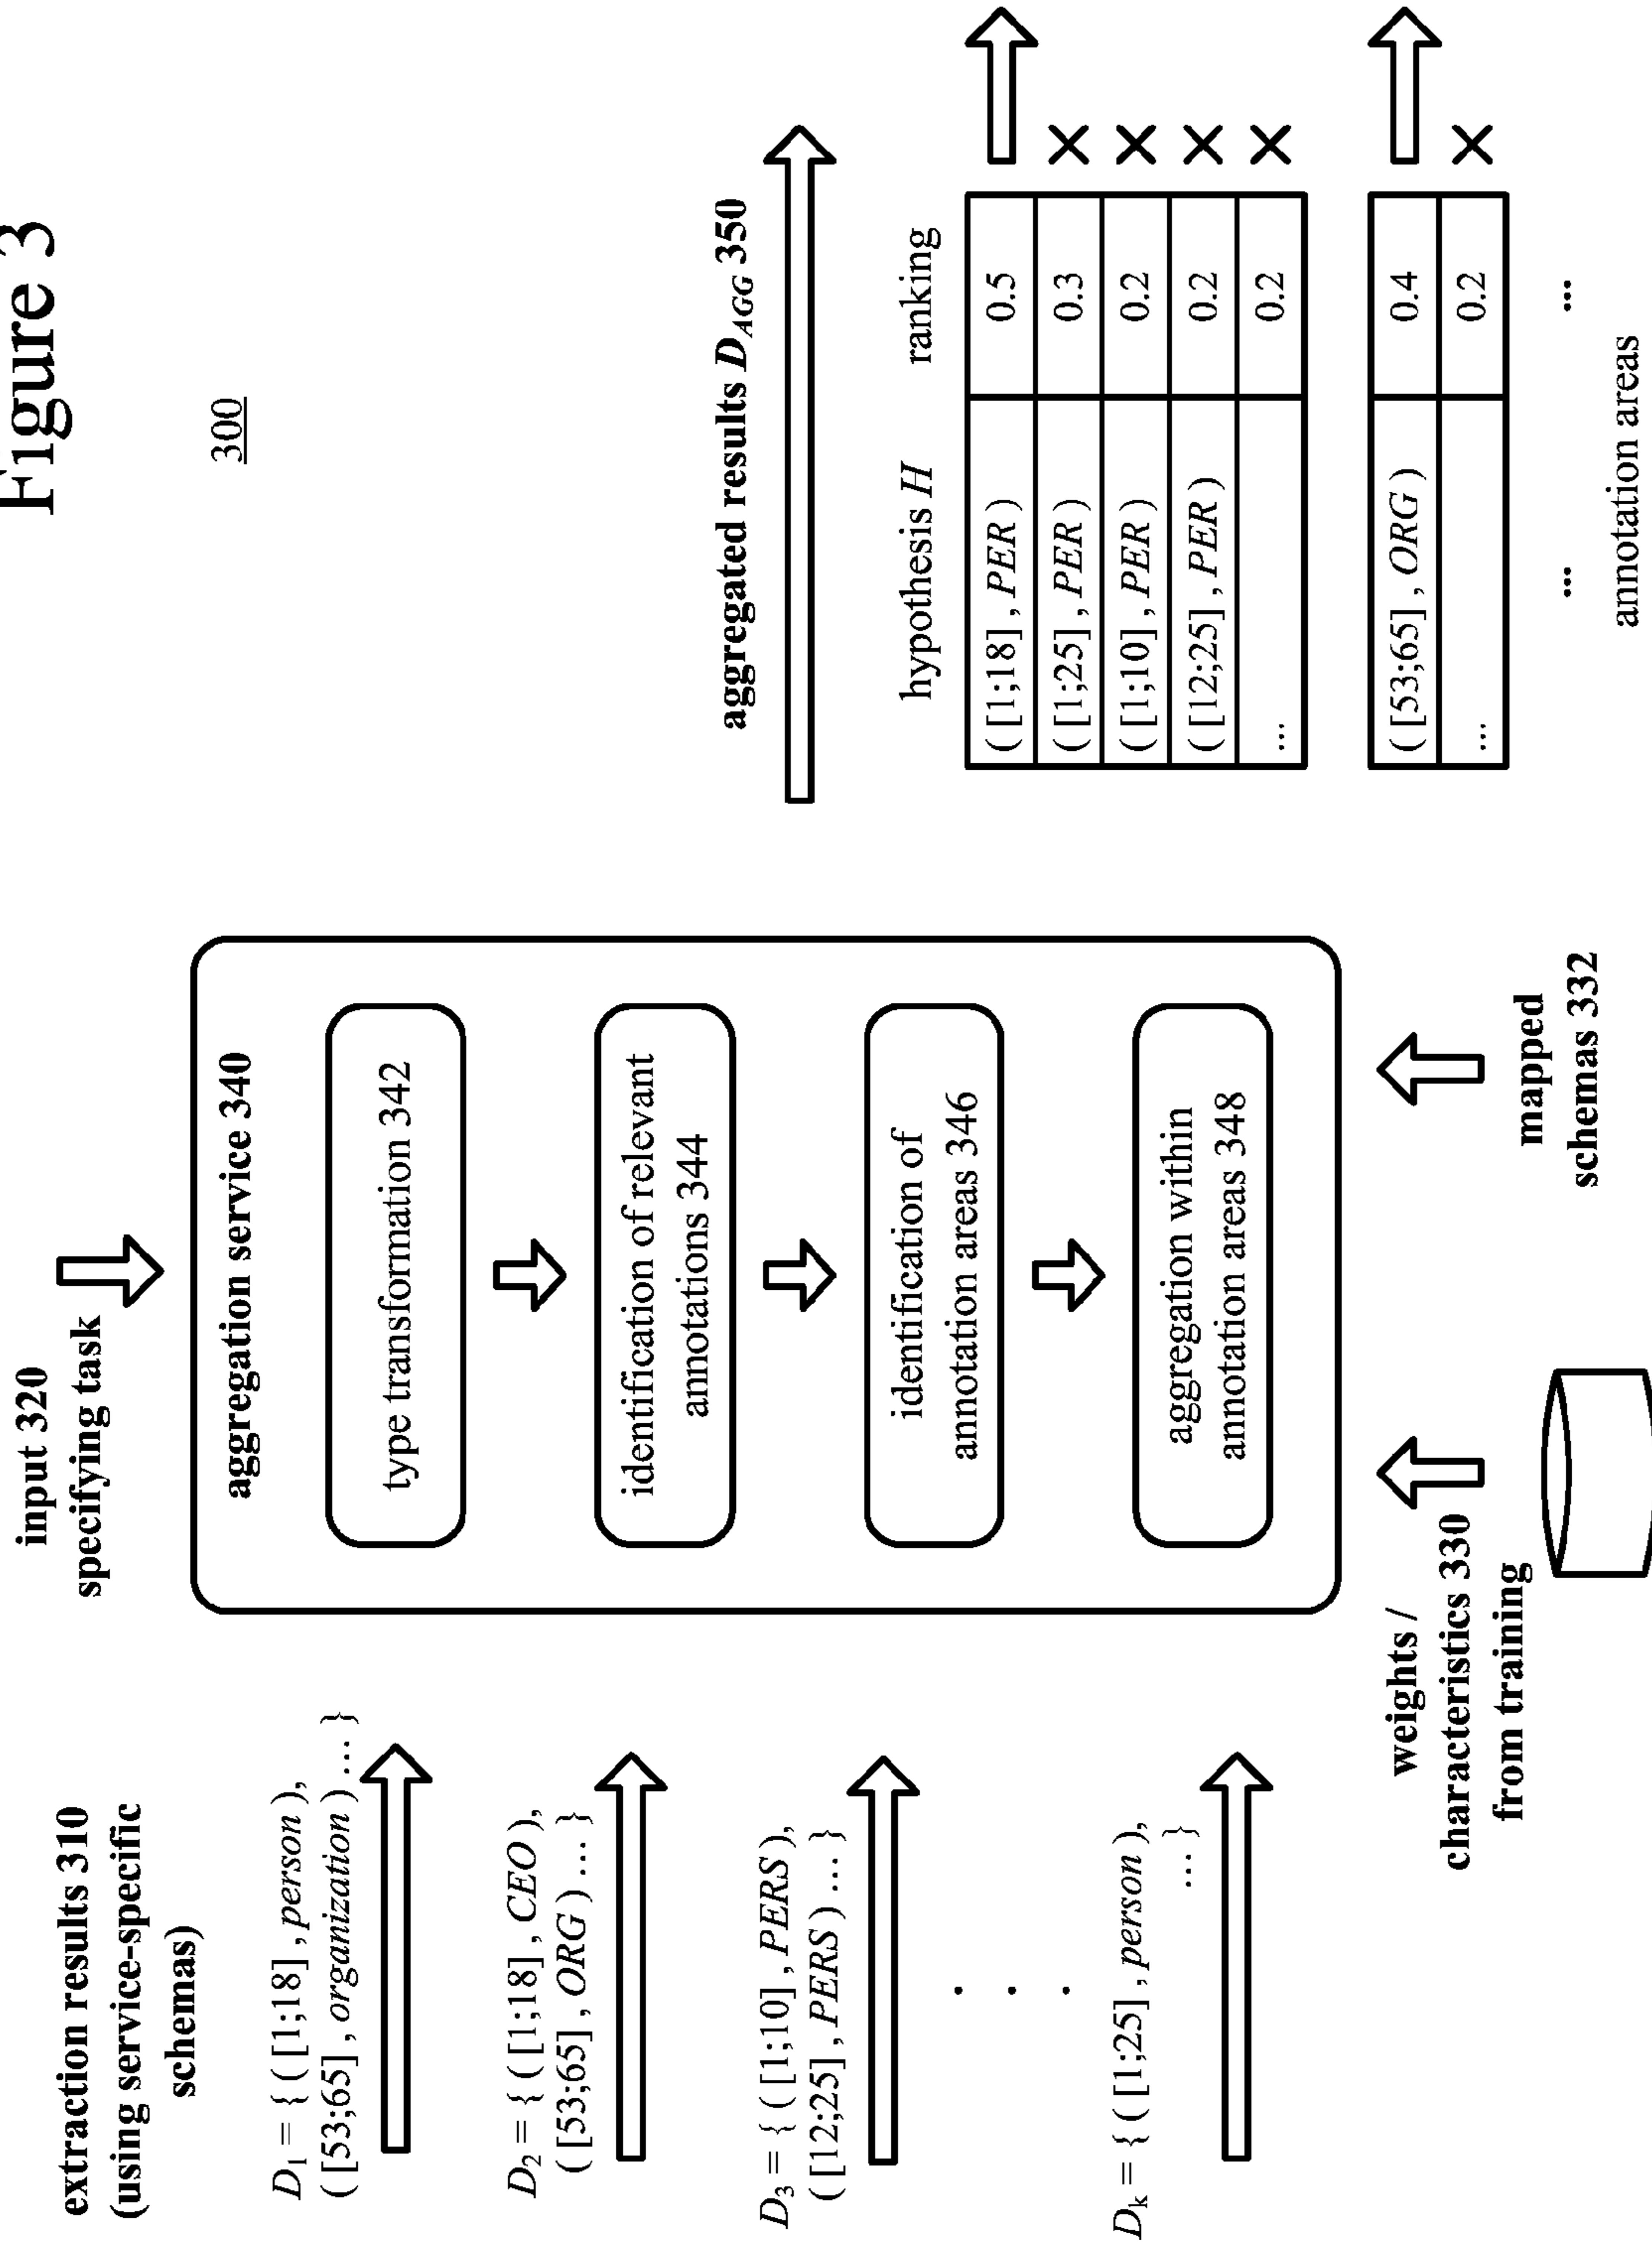 Figure 3
300
extraction results 310
(using service-specific
schemas)
D1 = { ( [1;18] , person ),
( [53;65] , organization ) ... }
D2 = { ( [1;18] , CEO ),
( [53;65] , ORG ) ... }
D3 = { ( [1;10] , PERS ),
( [12;25] , PERS ) ... }
. . .
Dk = { ( [1;25] , person ),
... }
input 320
specifying task
aggregation service 340
type transformation 342
identification of relevant
annotations 344
identification of
annotation areas 346
aggregation within
annotation areas 348
weights /
characteristics 330
from training
mapped
schemas 332
aggregated results DAGG 350
hypothesis H ranking
( [1;18] , PER ) 0.5
( [1;25] , PER ) 0.3
( [1;10] , PER ) 0.2
( [12;25] , PER ) 0.2
... 0.2
( [53;65] , ORG ) 0.4
... 0.2
... ...
annotation areas